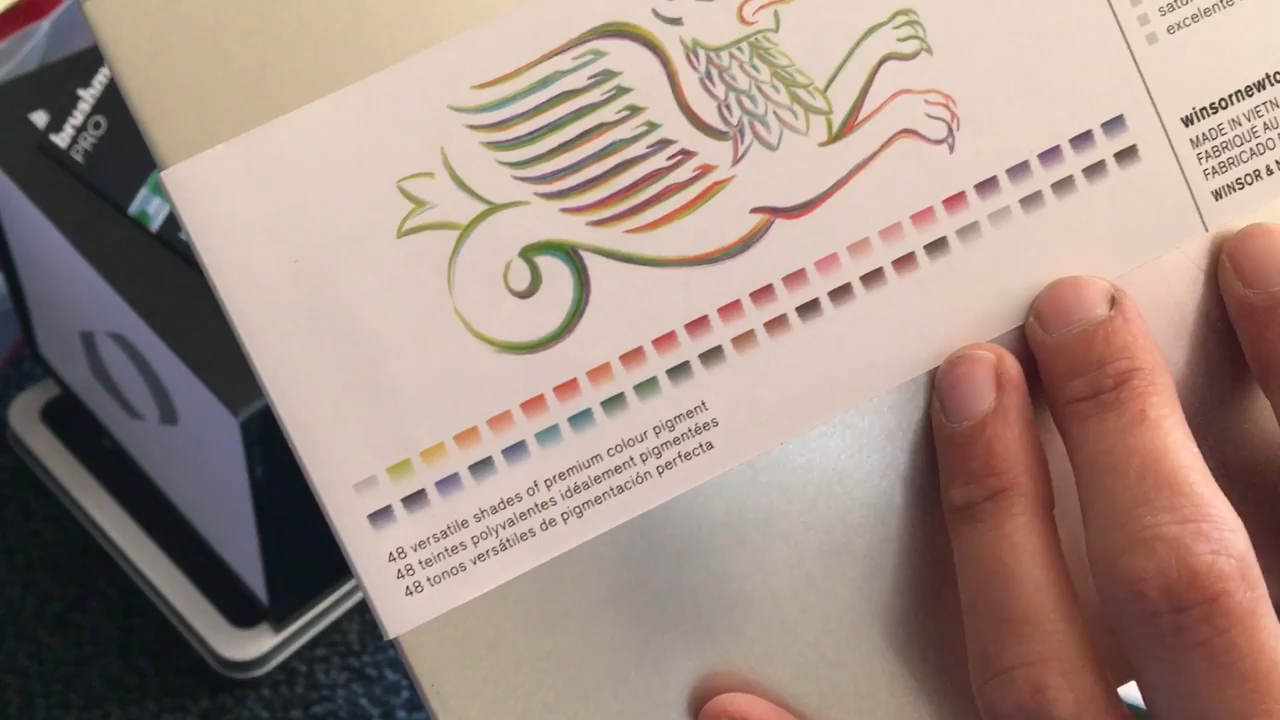 brushm
PRO
satu
excelente
winsornewto
MADE IN VIETN
FABRIQUÉ AU
FABRICADO
WINSOR & N
48 versatile shades of premium colour pigment
48 teintes polyvalentes idéalement pigmentées
48 tonos versátiles de pigmentación perfecta